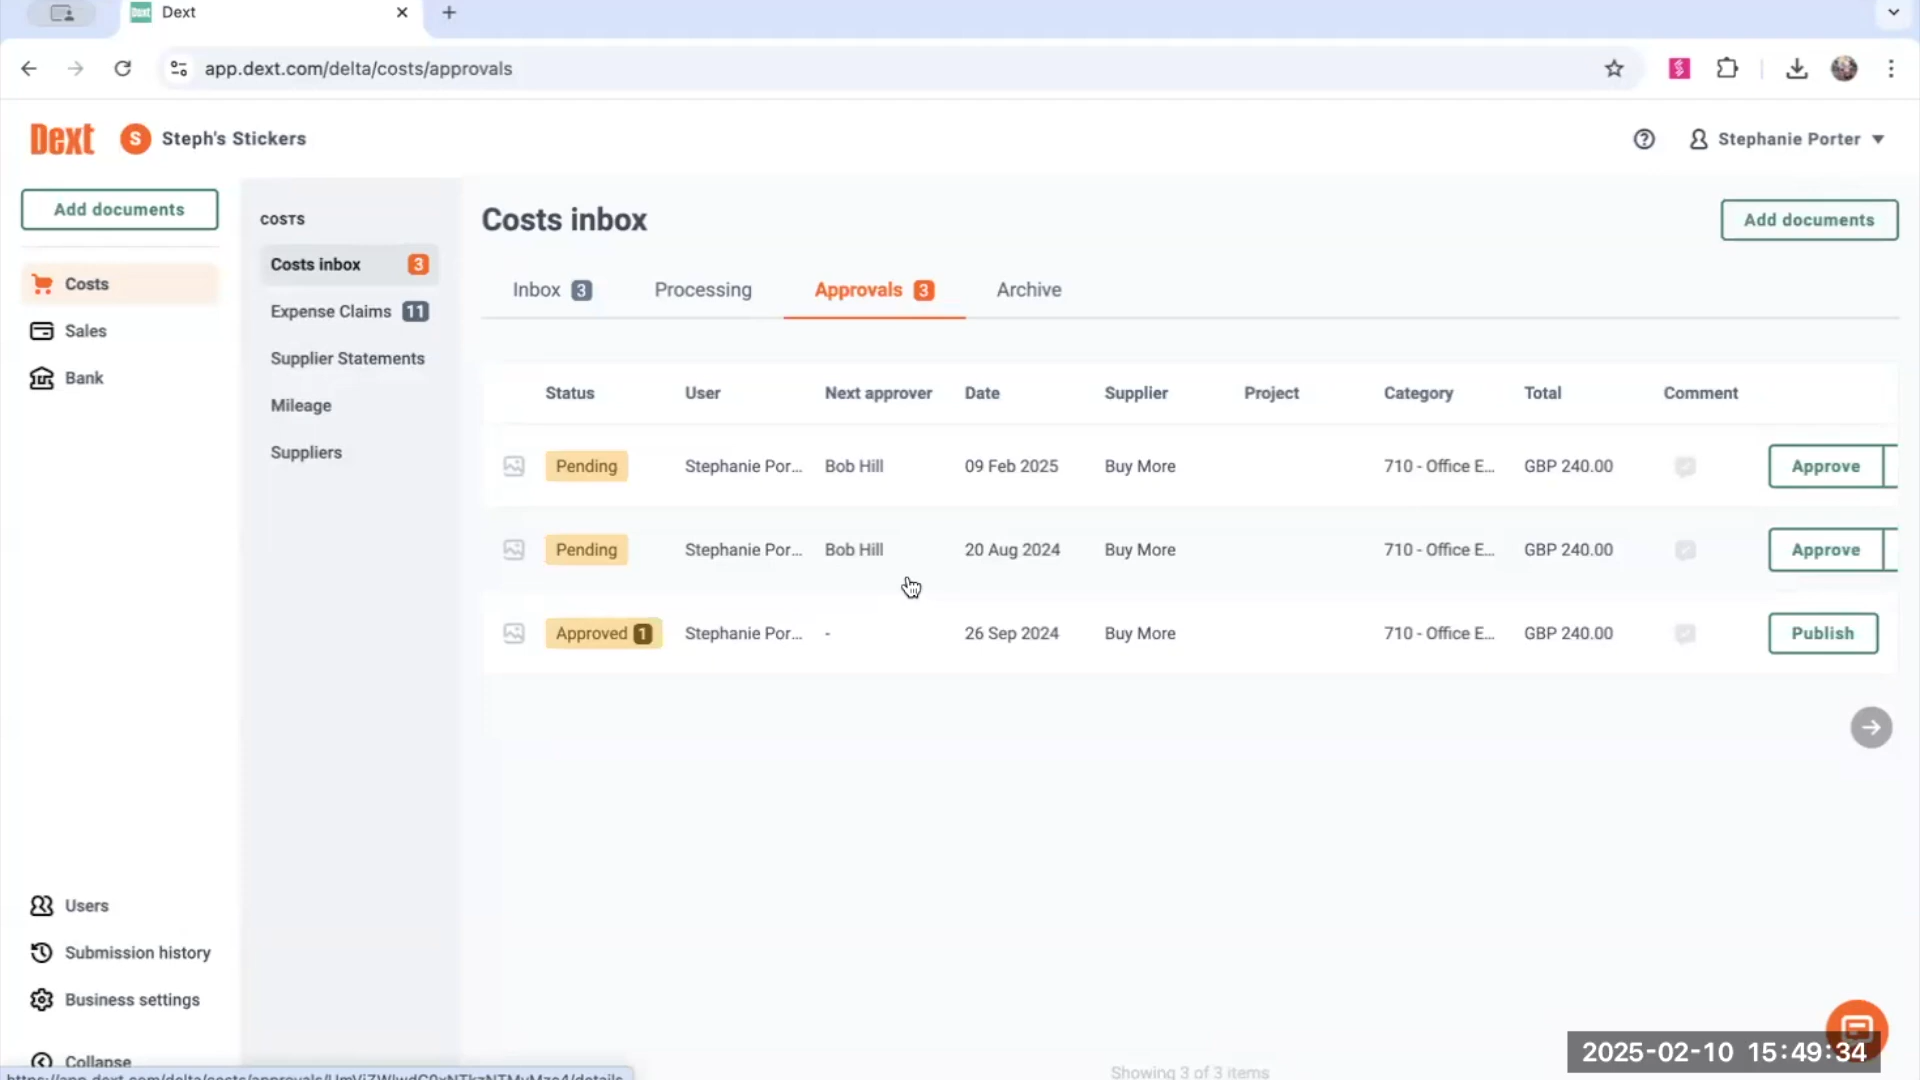 Dext
app.dext.com/delta/costs/approvals
Dext
S
Steph's Stickers
Stephanie Porter
Add documents
Costs
Sales
Bank
Users
Submission history
Business settings
Collapse
COSTS
Costs inbox 3
Expense Claims 11
Supplier Statements
Mileage
Suppliers
Costs inbox
Add documents
Inbox 3 Processing Approvals 3 Archive
Status User Next approver Date Supplier Project Category Total Comment
Pending Stephanie Por... Bob Hill 09 Feb 2025 Buy More 710 - Office E... GBP 240.00 Approve
Pending Stephanie Por... Bob Hill 20 Aug 2024 Buy More 710 - Office E... GBP 240.00 Approve
Approved 1 Stephanie Por... - 26 Sep 2024 Buy More 710 - Office E... GBP 240.00 Publish
Showing 3 of 3 items
2025-02-10 15:49:34